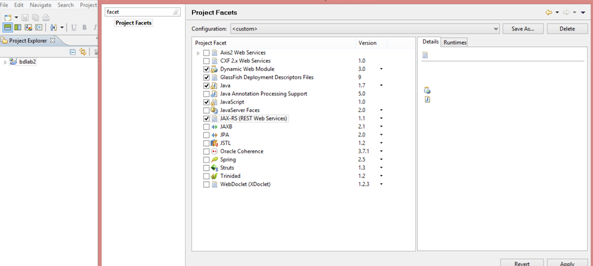 File Edit Navigate Search Project
Project Explorer
bdlab2
facet
Project Facets
Project Facets
Configuration: <custom> Save As... Delete
Project Facet Version
Axis2 Web Services
CXF 2.x Web Services 1.0
Dynamic Web Module 3.0
GlassFish Deployment Descriptors Files 9
Java 1.7
Java Annotation Processing Support 5.0
JavaScript 1.0
JavaServer Faces 2.0
JAX-RS (REST Web Services) 1.1
JAXB 2.1
JPA 2.0
JSTL 1.2
Oracle Coherence 3.7.1
Spring 2.5
Struts 1.3
Trinidad 1.2
WebDoclet (XDoclet) 1.2.3
Details Runtimes
Revert Apply